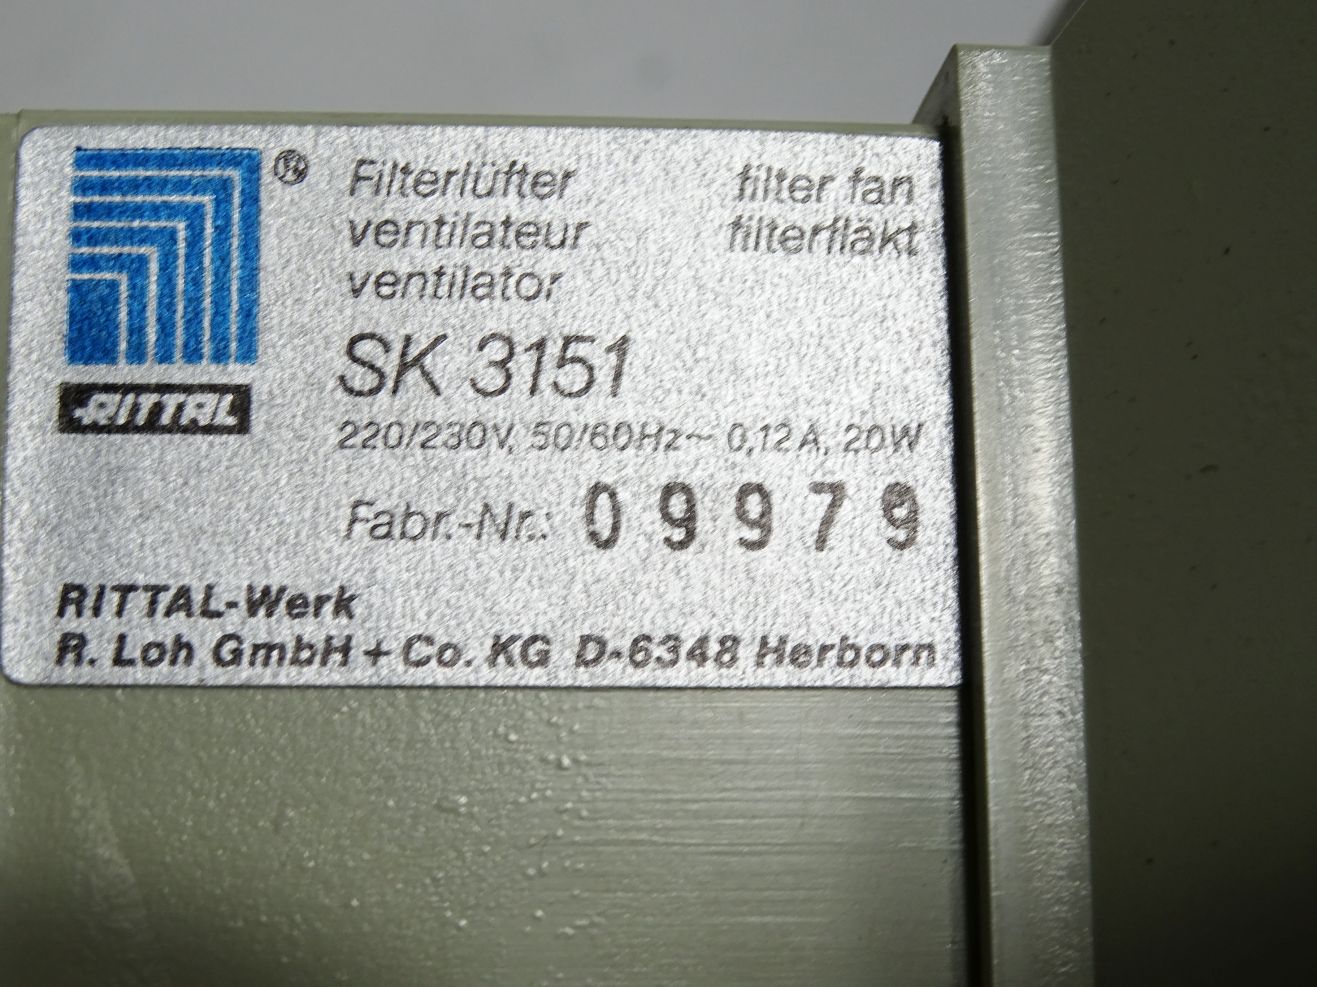 ®
Filterlüfter filter fan
ventilateur filterfläkt
ventilator
SK 3151
RITTAL
220/230V, 50/60Hz~ 0,12A, 20W
Fabr.-Nr.: 09979
RITTAL-Werk
R. Loh GmbH + Co. KG D-6348 Herborn